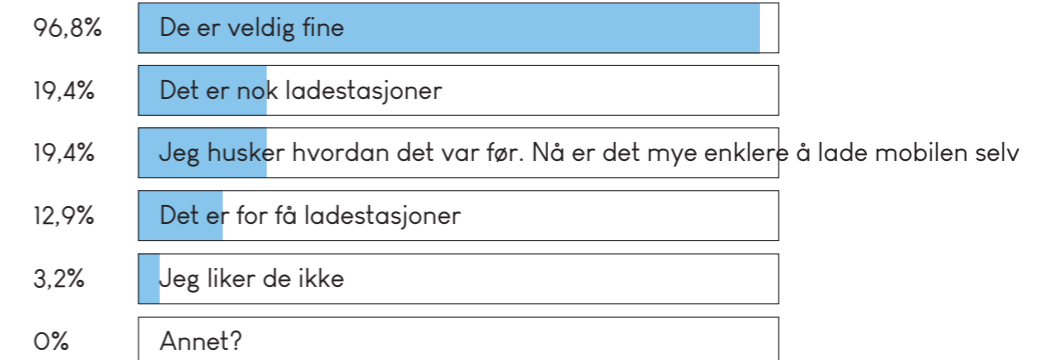 96,8% De er veldig fine
19,4% Det er nok ladestasjoner
19,4% Jeg husker hvordan det var før. Nå er det mye enklere å lade mobilen selv
12,9% Det er for få ladestasjoner
3,2% Jeg liker de ikke
0% Annet?